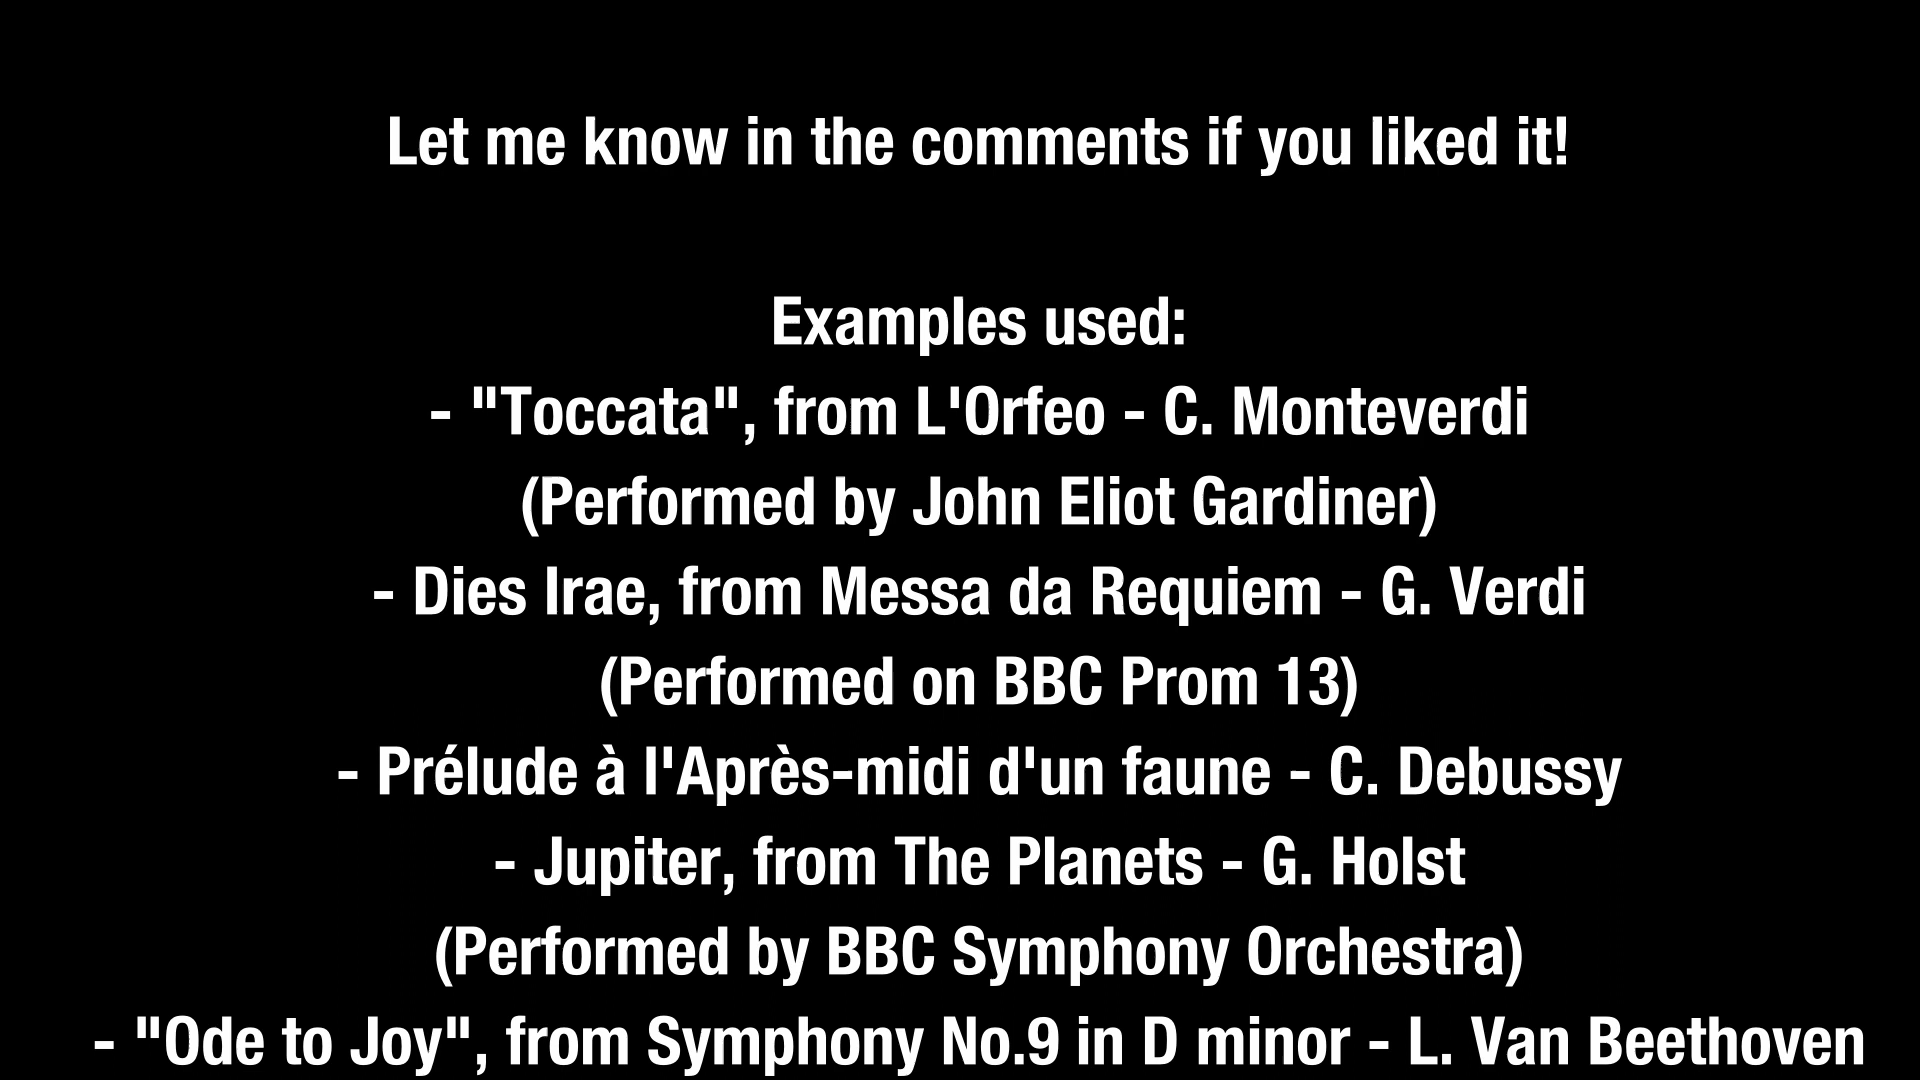 Let me know in the comments if you liked it!
Examples used:
- "Toccata", from L'Orfeo - C. Monteverdi
(Performed by John Eliot Gardiner)
- Dies Irae, from Messa da Requiem - G. Verdi
(Performed on BBC Prom 13)
- Prélude à l'Après-midi d'un faune - C. Debussy
- Jupiter, from The Planets - G. Holst
(Performed by BBC Symphony Orchestra)
- "Ode to Joy", from Symphony No.9 in D minor - L. Van Beethoven